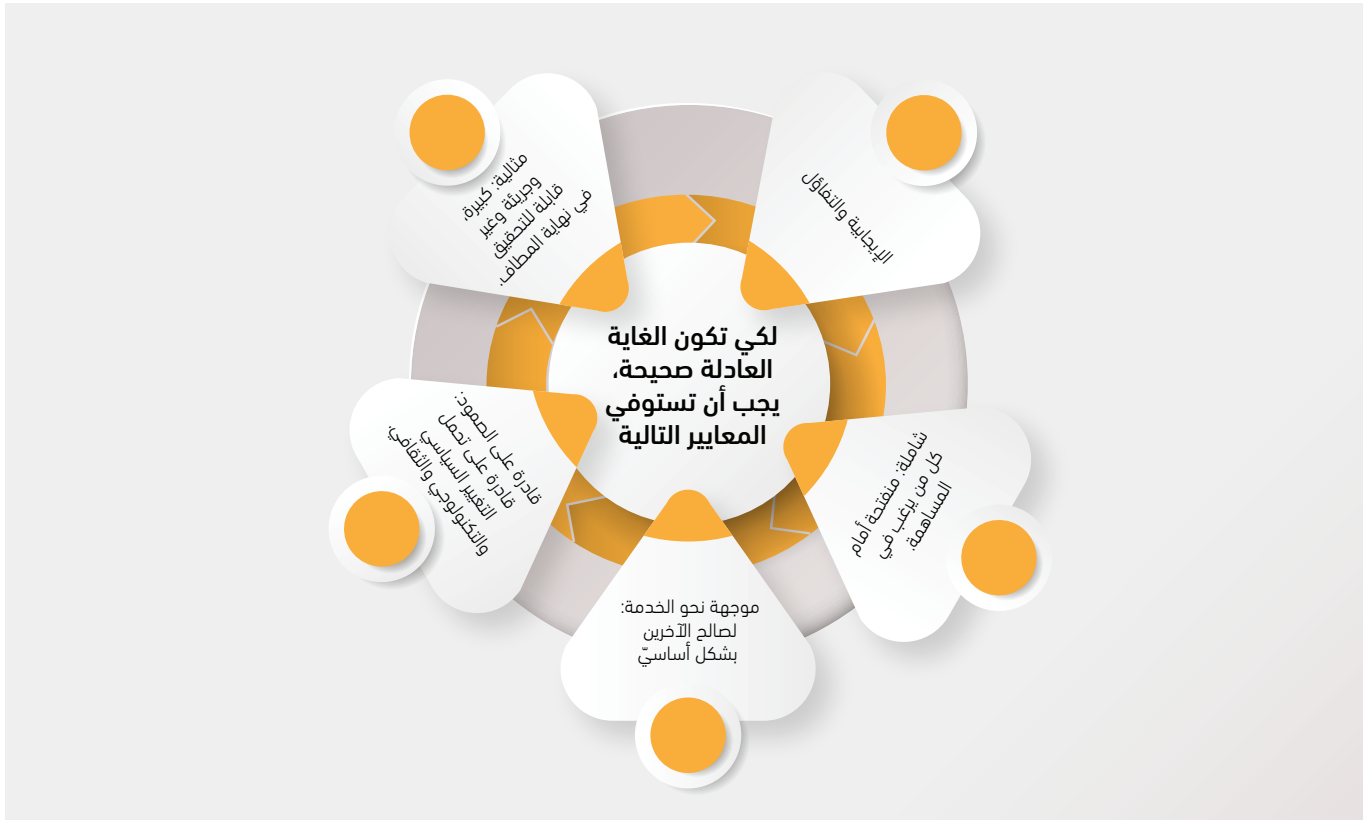 لكي تكون الغاية
العادلة صحيحة،
يجب أن تستوفي
المعايير التالية
الإيجابية والتفاؤل
شاملة: منفتحة أمام
كل من يرغب في
المساهمة.
موجهة نحو الخدمة:
لصالح الآخرين
بشكل أساسيّ
قادرة على الصمود:
قادرة على تحمل
التغيير السياسي
والتكنولوجي والثقافي.
مثالية: كبيرة،
وجريئة وغير
قابلة للتحقيق
في نهاية المطاف.